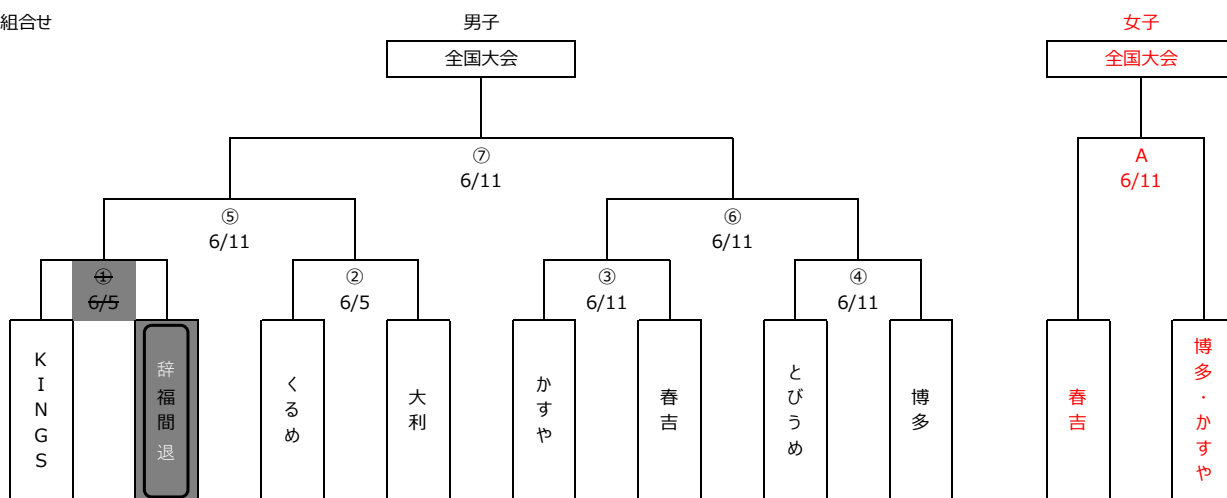 組合せ
男子
女子
全国大会
全国大会
⑦
6/11
A
6/11
⑤
6/11
⑥
6/11
①
6/5
②
6/5
③
6/11
④
6/11
KINGS
辞福間退
くるめ
大利
かすや
春吉
とびうめ
博多
春吉
博多・かすや